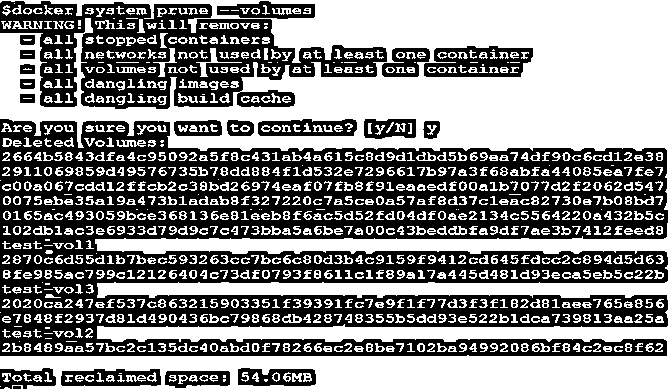 $docker system prune --volumes
WARNING! This will remove:
- all stopped containers
- all networks not used by at least one container
- all volumes not used by at least one container
- all dangling images
- all dangling build cache
Are you sure you want to continue? [y/N] y
Deleted Volumes:
2664b5843dfa4c95092a5f8c431ab4a615c8d9d1dbd5b69ea74df90c6cd12e38
2911069859d49576735b78dd884f1d532e7296617b97a3f68abfa44085ea7fe7
c00a067cdd12ffcb2c38bd26974eaf07fb8f91eaaedf00a1b7077d2f2062d547
0075ebe35a19a473b1adab8f327220c7a5ce0a57af8d37c1eac82730e7b08bd7
0165ac493059bce368136e81eeb8f6ac5d52fd04df0ae2134c5564220a432b5c
102db1ac3e6933d79d9c7c473bba5a6be7a00c43beddbfa9df7ae3b7412feed8
test-vol1
2870c6d55d1b7bec593263cc7bc6c80d3b4c9159f9412cd645fdcc2c894d5d63
8fe985ac799c12126404c73df0793f8611c1f89a17a445d481d93eca5eb5c22b
test-vol3
2020ca247ef537c863215903351f39391fc7e9f1f77d3f3f182d81aee765e856
e7848f2937d81d490436bc79868db428748355b5dd93e522b1dca739813aa25a
test-vol2
2b8489aa57bc2c135dc40abd0f78266ec2e8be7102ba94992086bf84c2ec8f62
Total reclaimed space: 54.06MB